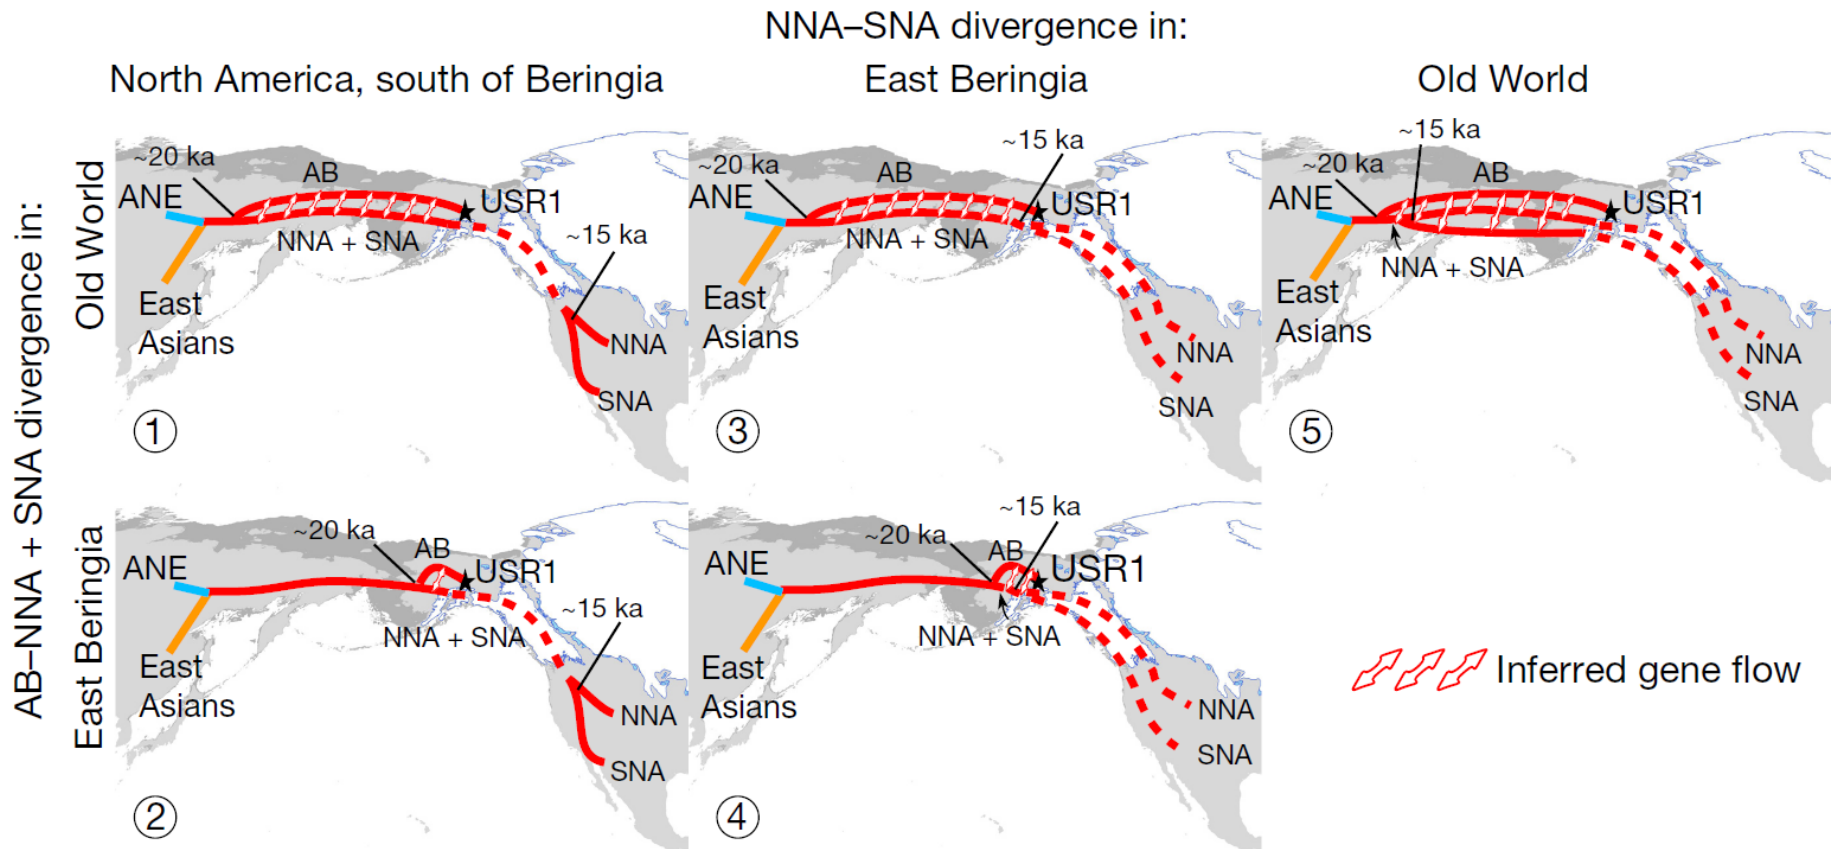 NNA–SNA divergence in:
North America, south of Beringia
East Beringia
Old World
AB–NNA + SNA divergence in:
Old World
East Beringia
~20 ka
AB
ANE
USR1
NNA + SNA
~15 ka
East
Asians
NNA
SNA
1
~15 ka
~20 ka
AB
ANE
USR1
NNA + SNA
East
Asians
NNA
SNA
3
~15 ka
~20 ka
AB
ANE
USR1
NNA + SNA
East
Asians
NNA
SNA
5
~20 ka
AB
ANE
USR1
~15 ka
NNA + SNA
East
Asians
NNA
SNA
2
~15 ka
~20 ka
AB
ANE
USR1
NNA + SNA
East
Asians
NNA
SNA
4
Inferred gene flow